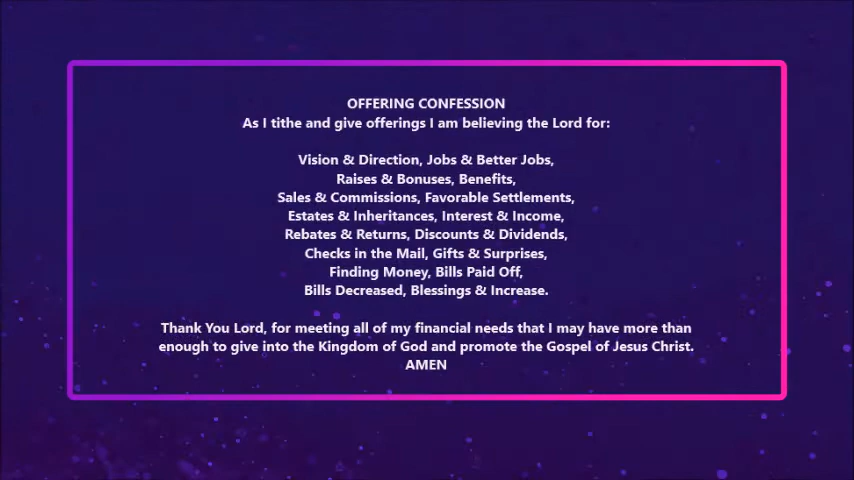 OFFERING CONFESSION
As I tithe and give offerings I am believing the Lord for:
Vision & Direction, Jobs & Better Jobs,
Raises & Bonuses, Benefits,
Sales & Commissions, Favorable Settlements,
Estates & Inheritances, Interest & Income,
Rebates & Returns, Discounts & Dividends,
Checks in the Mail, Gifts & Surprises,
Finding Money, Bills Paid Off,
Bills Decreased, Blessings & Increase.
Thank You Lord, for meeting all of my financial needs that I may have more than
enough to give into the Kingdom of God and promote the Gospel of Jesus Christ.
AMEN